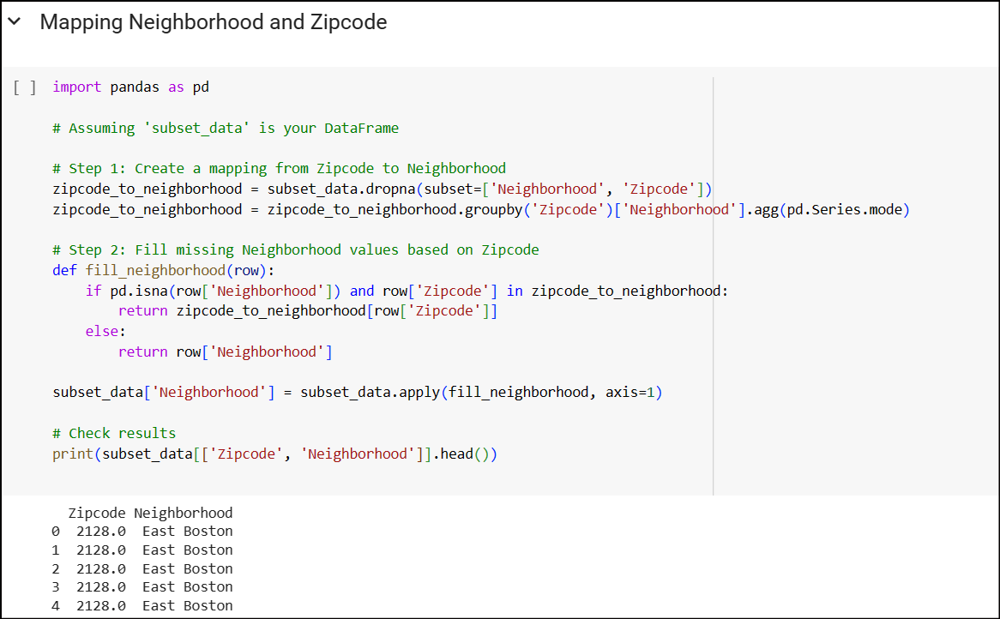 Mapping Neighborhood and Zipcode
[ ] import pandas as pd
# Assuming 'subset_data' is your DataFrame
# Step 1: Create a mapping from Zipcode to Neighborhood
zipcode_to_neighborhood = subset_data.dropna(subset=['Neighborhood', 'Zipcode'])
zipcode_to_neighborhood = zipcode_to_neighborhood.groupby('Zipcode')['Neighborhood'].agg(pd.Series.mode)
# Step 2: Fill missing Neighborhood values based on Zipcode
def fill_neighborhood(row):
    if pd.isna(row['Neighborhood']) and row['Zipcode'] in zipcode_to_neighborhood:
        return zipcode_to_neighborhood[row['Zipcode']]
    else:
        return row['Neighborhood']
subset_data['Neighborhood'] = subset_data.apply(fill_neighborhood, axis=1)
# Check results
print(subset_data[['Zipcode', 'Neighborhood']].head())
  Zipcode Neighborhood
0  2128.0  East Boston
1  2128.0  East Boston
2  2128.0  East Boston
3  2128.0  East Boston
4  2128.0  East Boston